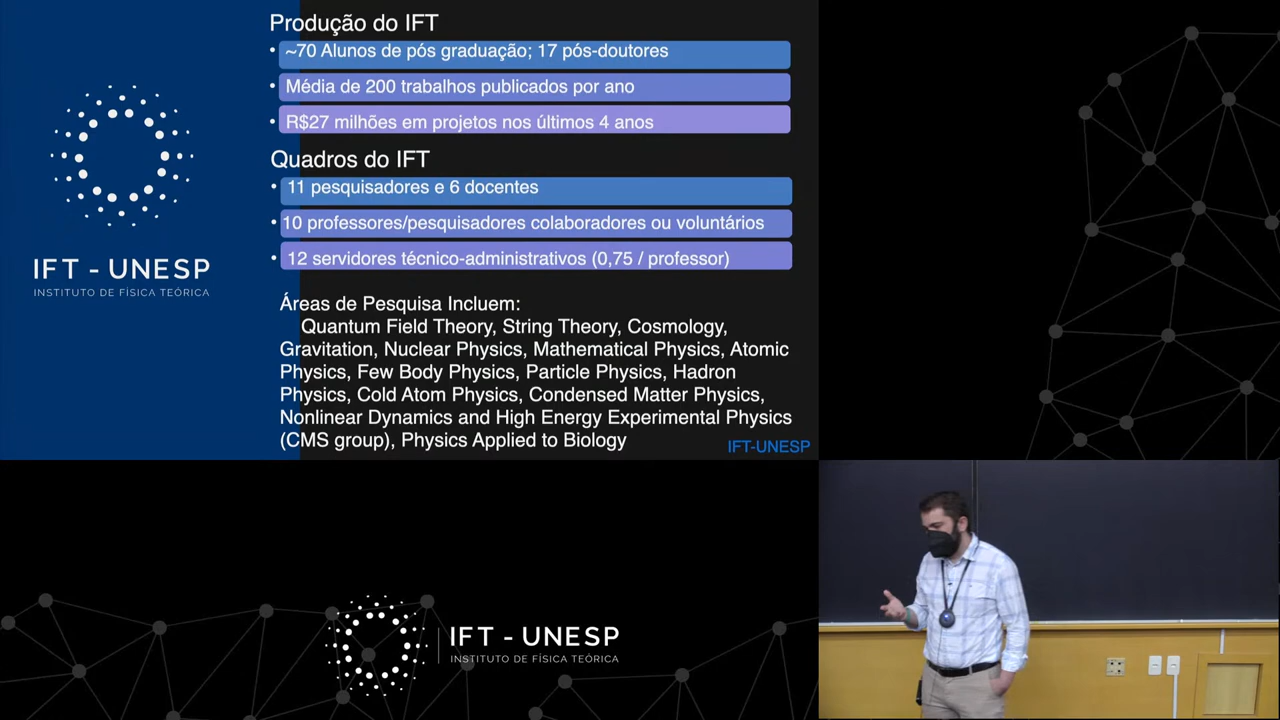 Produção do IFT
• ~70 Alunos de pós graduação; 17 pós-doutores
• Média de 200 trabalhos publicados por ano
• R$27 milhões em projetos nos últimos 4 anos
Quadros do IFT
• 11 pesquisadores e 6 docentes
• 10 professores/pesquisadores colaboradores ou voluntários
• 12 servidores técnico-administrativos (0,75 / professor)
IFT - UNESP
INSTITUTO DE FÍSICA TEÓRICA
Áreas de Pesquisa Incluem:
Quantum Field Theory, String Theory, Cosmology,
Gravitation, Nuclear Physics, Mathematical Physics, Atomic
Physics, Few Body Physics, Particle Physics, Hadron
Physics, Cold Atom Physics, Condensed Matter Physics,
Nonlinear Dynamics and High Energy Experimental Physics
(CMS group), Physics Applied to Biology
IFT-UNESP
IFT - UNESP
INSTITUTO DE FÍSICA TEÓRICA